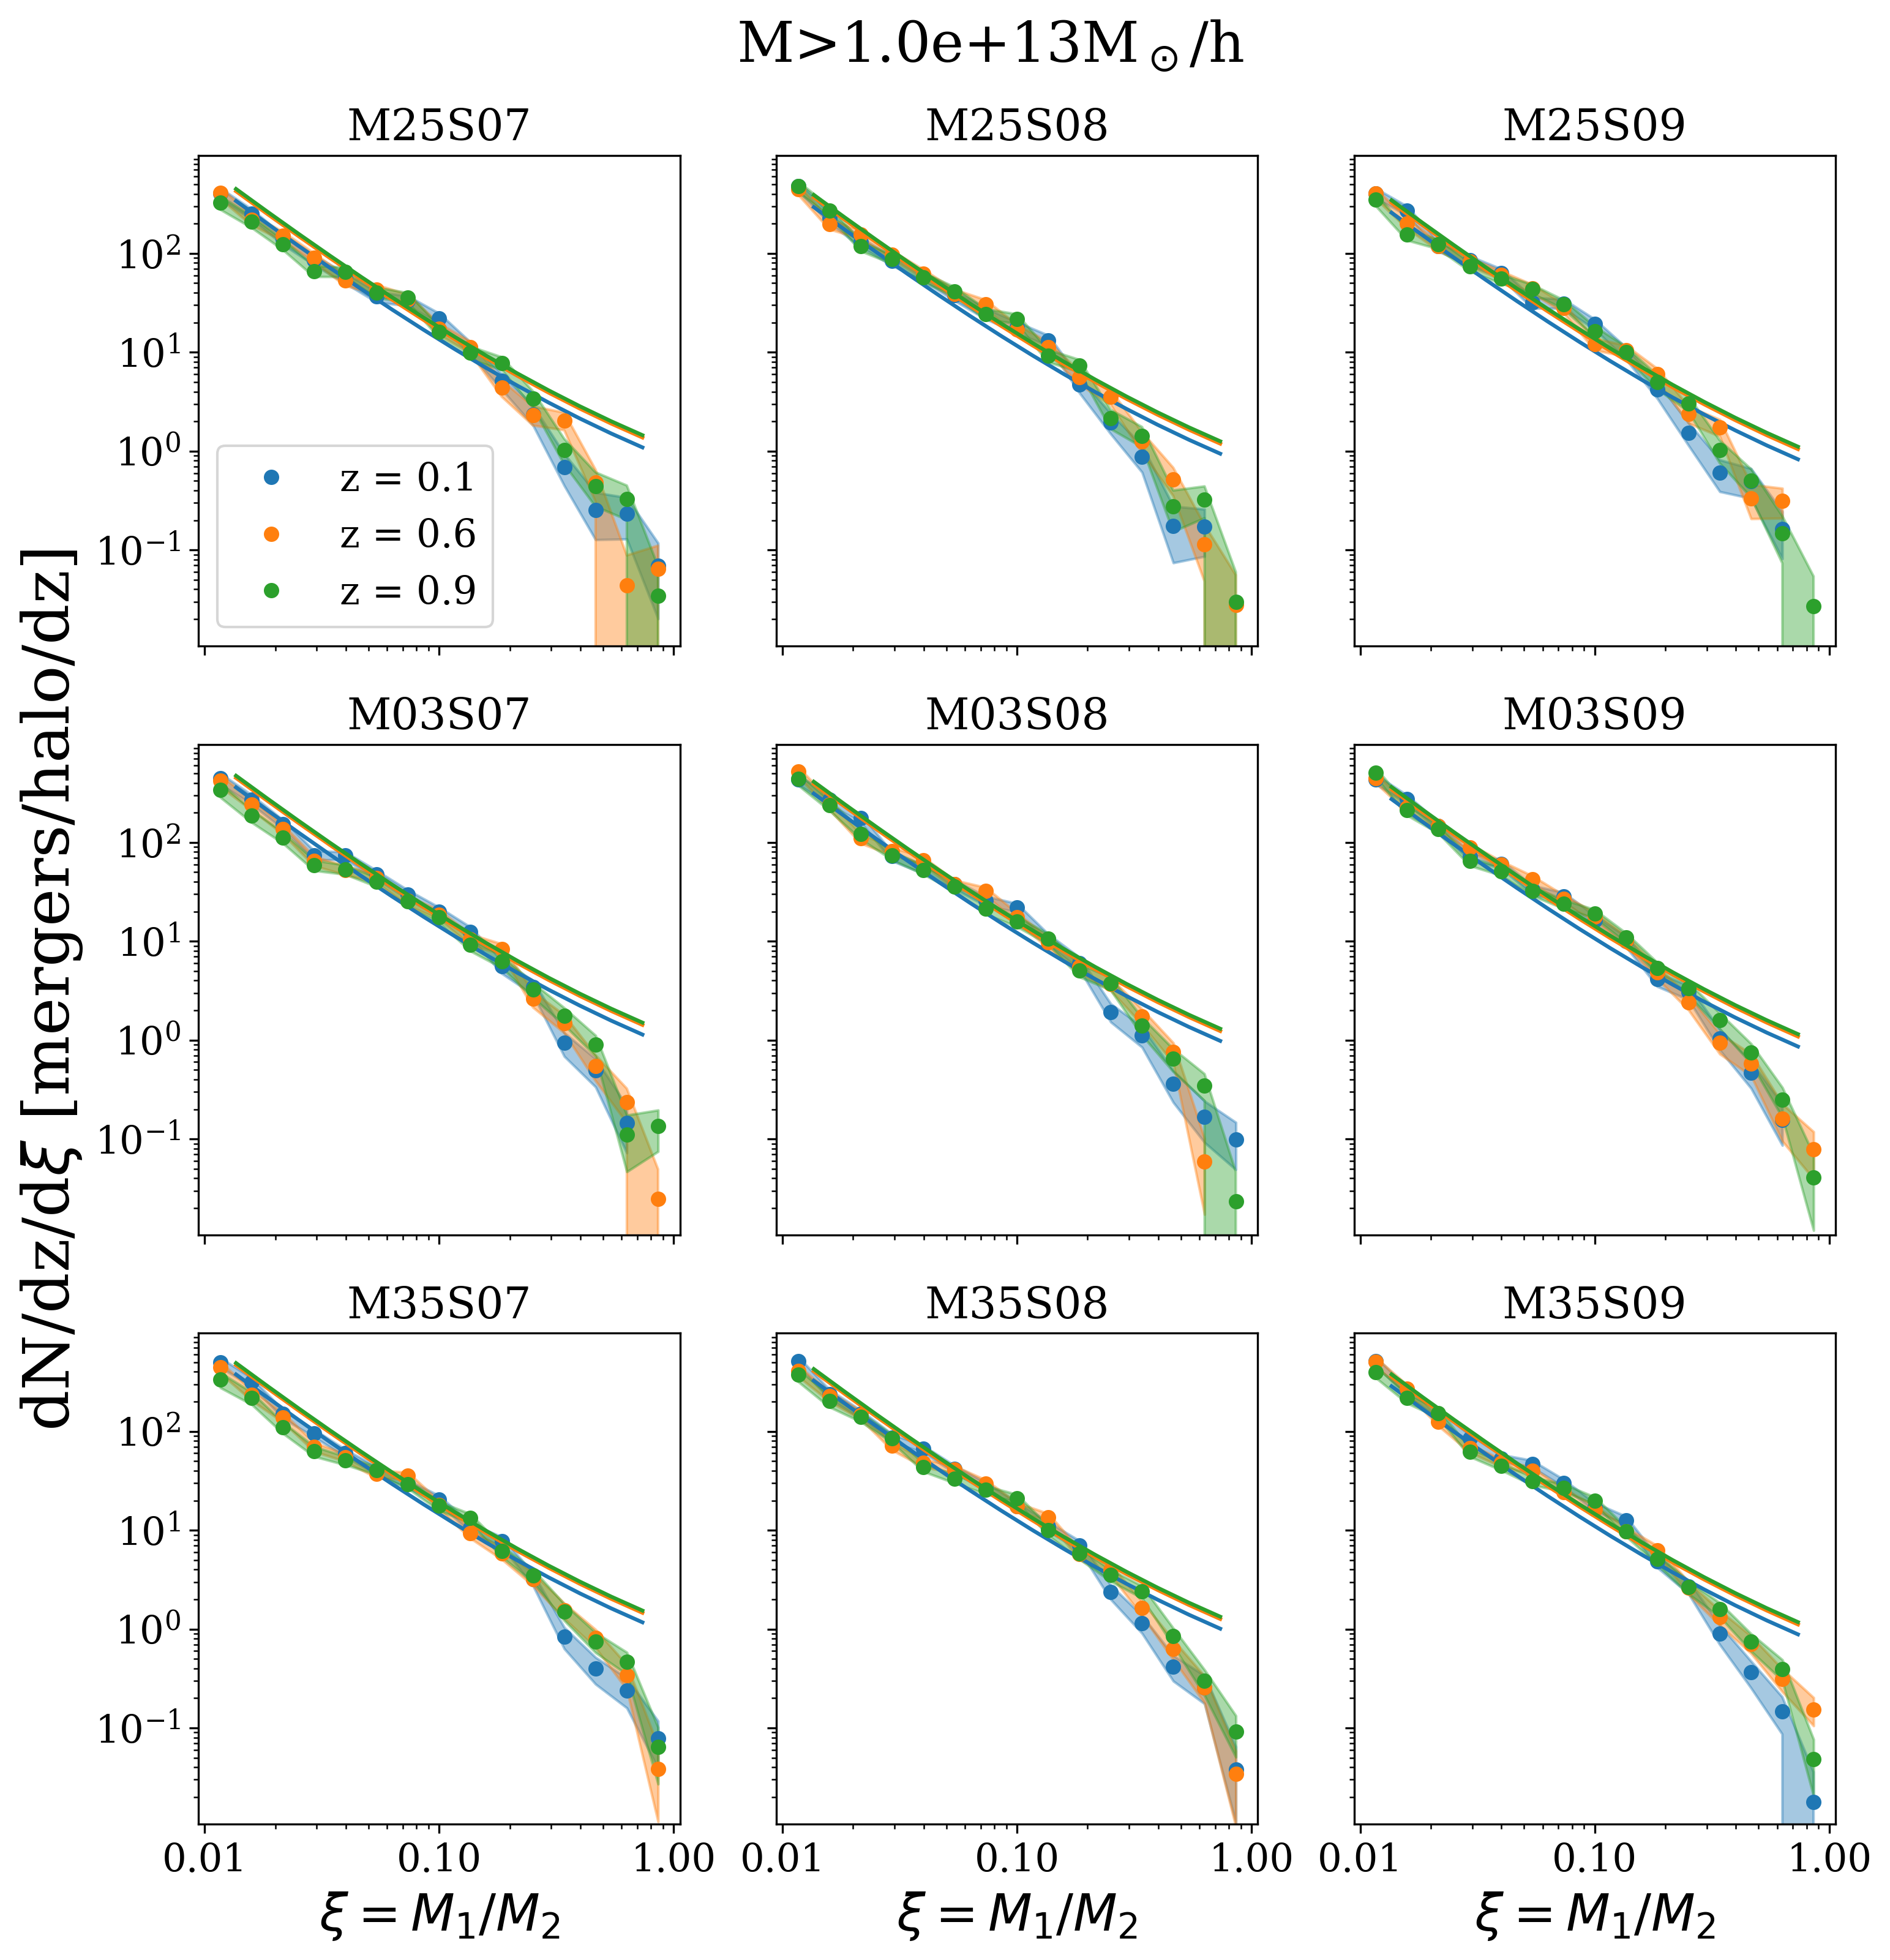 M>1.0e+13M⊙/h
M25S07
M25S08
M25S09
10²
10¹
10⁰
10⁻¹
z = 0.1
z = 0.6
z = 0.9
M03S07
M03S08
M03S09
10²
10¹
10⁰
10⁻¹
dN/dz/dξ [mergers/halo/dz]
M35S07
M35S08
M35S09
10²
10¹
10⁰
10⁻¹
0.01 0.10 1.00
0.01 0.10 1.00
0.01 0.10 1.00
ξ = M₁/M₂
ξ = M₁/M₂
ξ = M₁/M₂